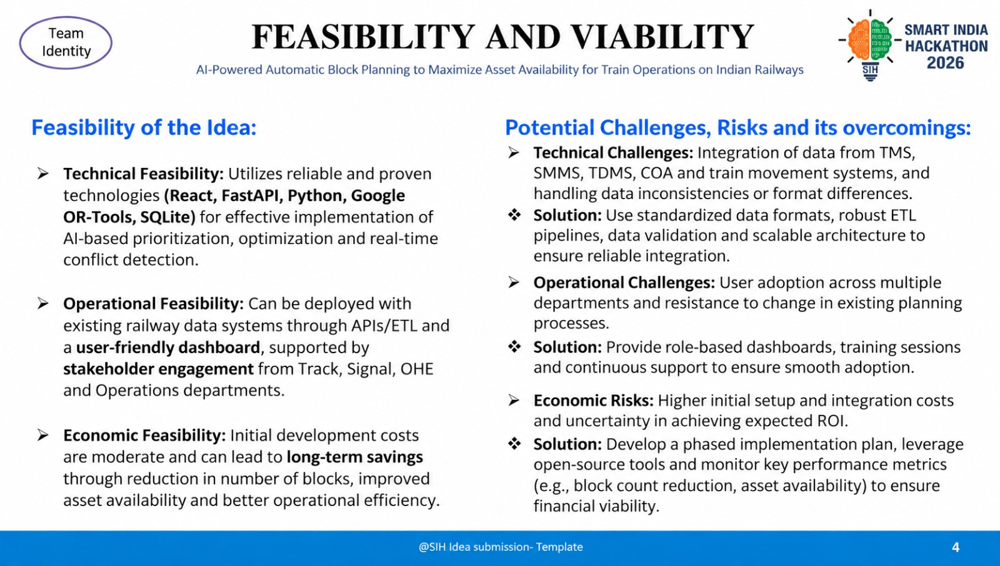 Team
Identity
FEASIBILITY AND VIABILITY
AI-Powered Automatic Block Planning to Maximize Asset Availability for Train Operations on Indian Railways
SIH
SMART INDIA
HACKATHON
2026
Feasibility of the Idea:
➢ Technical Feasibility: Utilizes reliable and proven
technologies (React, FastAPI, Python, Google
OR-Tools, SQLite) for effective implementation of
AI-based prioritization, optimization and real-time
conflict detection.
➢ Operational Feasibility: Can be deployed with
existing railway data systems through APIs/ETL and
a user-friendly dashboard, supported by
stakeholder engagement from Track, Signal, OHE
and Operations departments.
➢ Economic Feasibility: Initial development costs
are moderate and can lead to long-term savings
through reduction in number of blocks, improved
asset availability and better operational efficiency.
Potential Challenges, Risks and its overcomings:
➢ Technical Challenges: Integration of data from TMS,
SMMS, TDMS, COA and train movement systems, and
handling data inconsistencies or format differences.
❖ Solution: Use standardized data formats, robust ETL
pipelines, data validation and scalable architecture to
ensure reliable integration.
➢ Operational Challenges: User adoption across multiple
departments and resistance to change in existing planning
processes.
❖ Solution: Provide role-based dashboards, training sessions
and continuous support to ensure smooth adoption.
➢ Economic Risks: Higher initial setup and integration costs
and uncertainty in achieving expected ROI.
❖ Solution: Develop a phased implementation plan, leverage
open-source tools and monitor key performance metrics
(e.g., block count reduction, asset availability) to ensure
financial viability.
@SIH Idea submission- Template
4